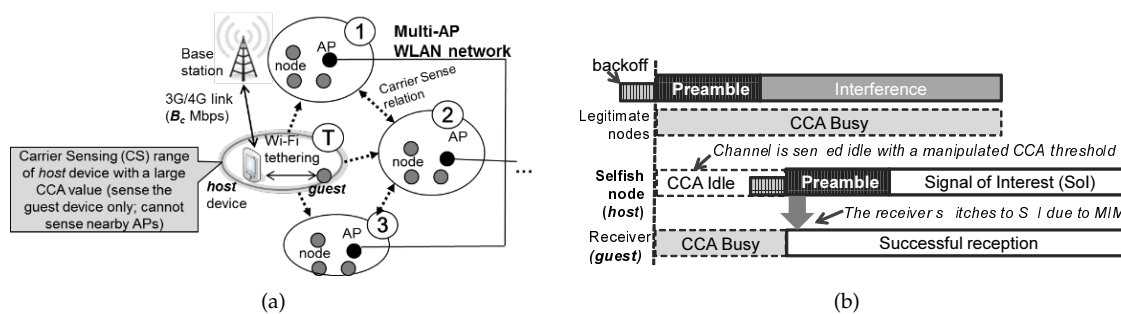 Base
station
3G/4G link
(Bc Mbps)
1
AP
node
Multi-AP
WLAN network
Carrier Sense
relation
2
AP
node
...
T
Wi-Fi
tethering
host
device
guest
Carrier Sensing (CS) range
of host device with a large
CCA value (sense the
guest device only; cannot
sense nearby APs)
3
AP
node
(a)
backoff
Preamble
Interference
Legitimate
nodes
CCA Busy
Channel is sen ed idle with a manipulated CCA threshold
Selfish
node
(host)
CCA Idle
Preamble
Signal of Interest (SoI)
The receiver s itches to S I due to MIM
Receiver
(guest)
CCA Busy
Successful reception
(b)